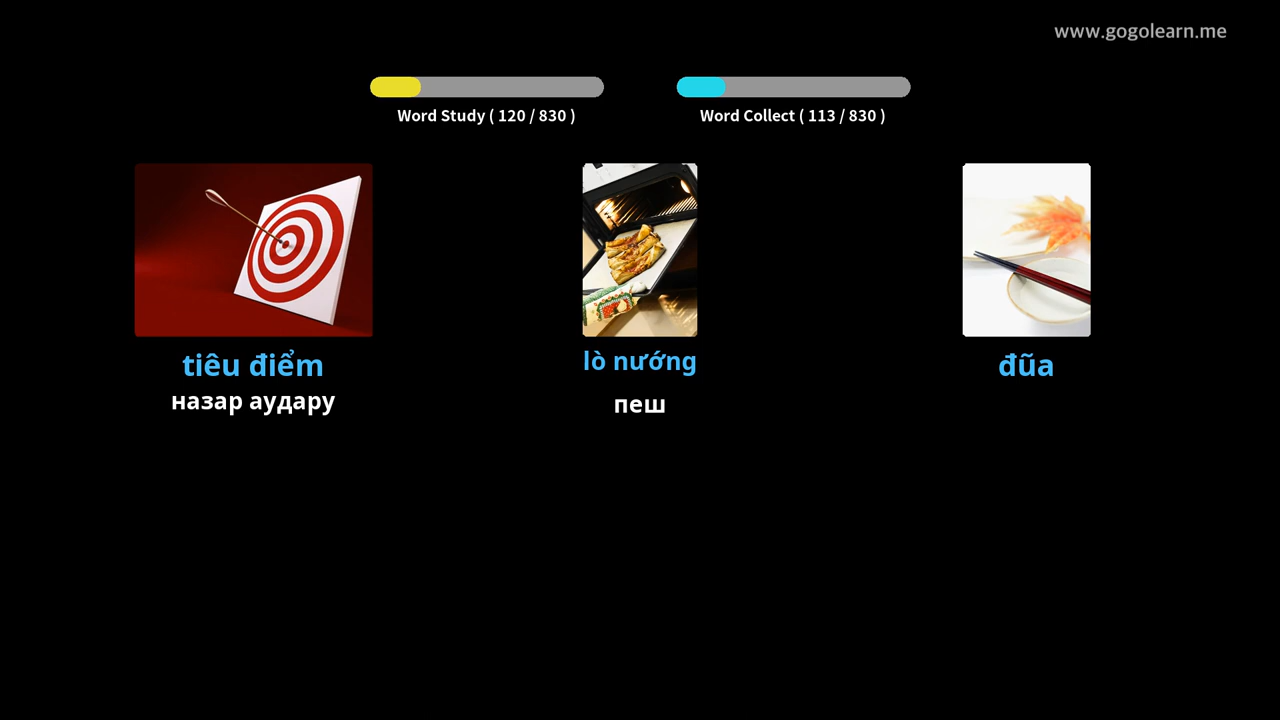 www.gogolearn.me
Word Study ( 120 / 830 )
Word Collect ( 113 / 830 )
tiêu điểm
назар аудару
lò nướng
пеш
đũa